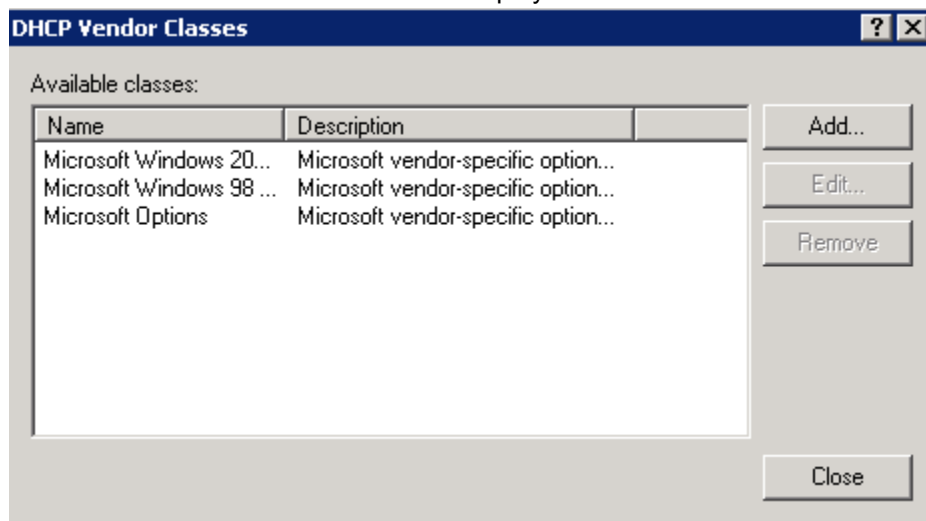 DHCP Vendor Classes
Available classes:
Name Description
Microsoft Windows 20... Microsoft vendor-specific option...
Microsoft Windows 98 ... Microsoft vendor-specific option...
Microsoft Options Microsoft vendor-specific option...
Add...
Edit...
Remove
Close